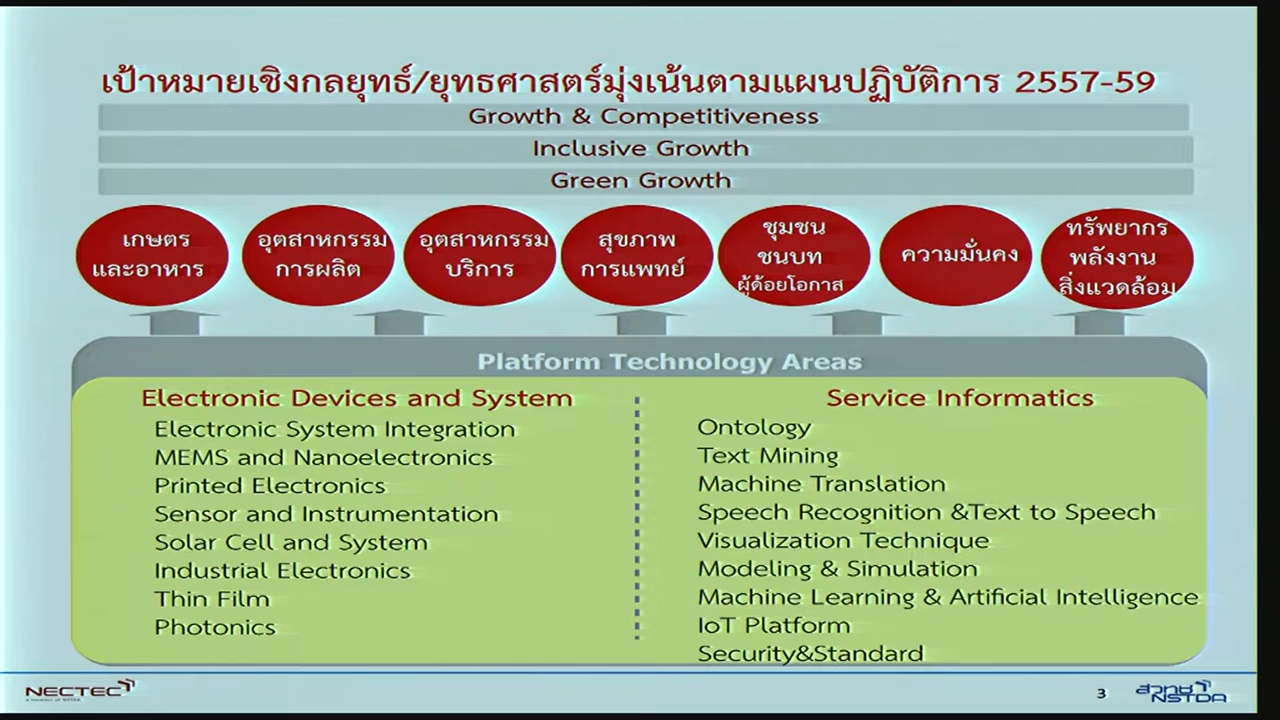 เป้าหมายเชิงกลยุทธ์/ยุทธศาสตร์มุ่งเน้นตามแผนปฏิบัติการ 2557-59
Growth & Competitiveness
Inclusive Growth
Green Growth
เกษตร
และอาหาร
อุตสาหกรรม
การผลิต
อุตสาหกรรม
บริการ
สุขภาพ
การแพทย์
ชุมชน
ชนบท
ผู้ด้อยโอกาส
ความมั่นคง
ทรัพยากร
พลังงาน
สิ่งแวดล้อม
Platform Technology Areas
Electronic Devices and System
Electronic System Integration
MEMS and Nanoelectronics
Printed Electronics
Sensor and Instrumentation
Solar Cell and System
Industrial Electronics
Thin Film
Photonics
Service Informatics
Ontology
Text Mining
Machine Translation
Speech Recognition &Text to Speech
Visualization Technique
Modeling & Simulation
Machine Learning & Artificial Intelligence
IoT Platform
Security&Standard
NECTEC
a member of NSTDA
3
สวทช
NSTDA